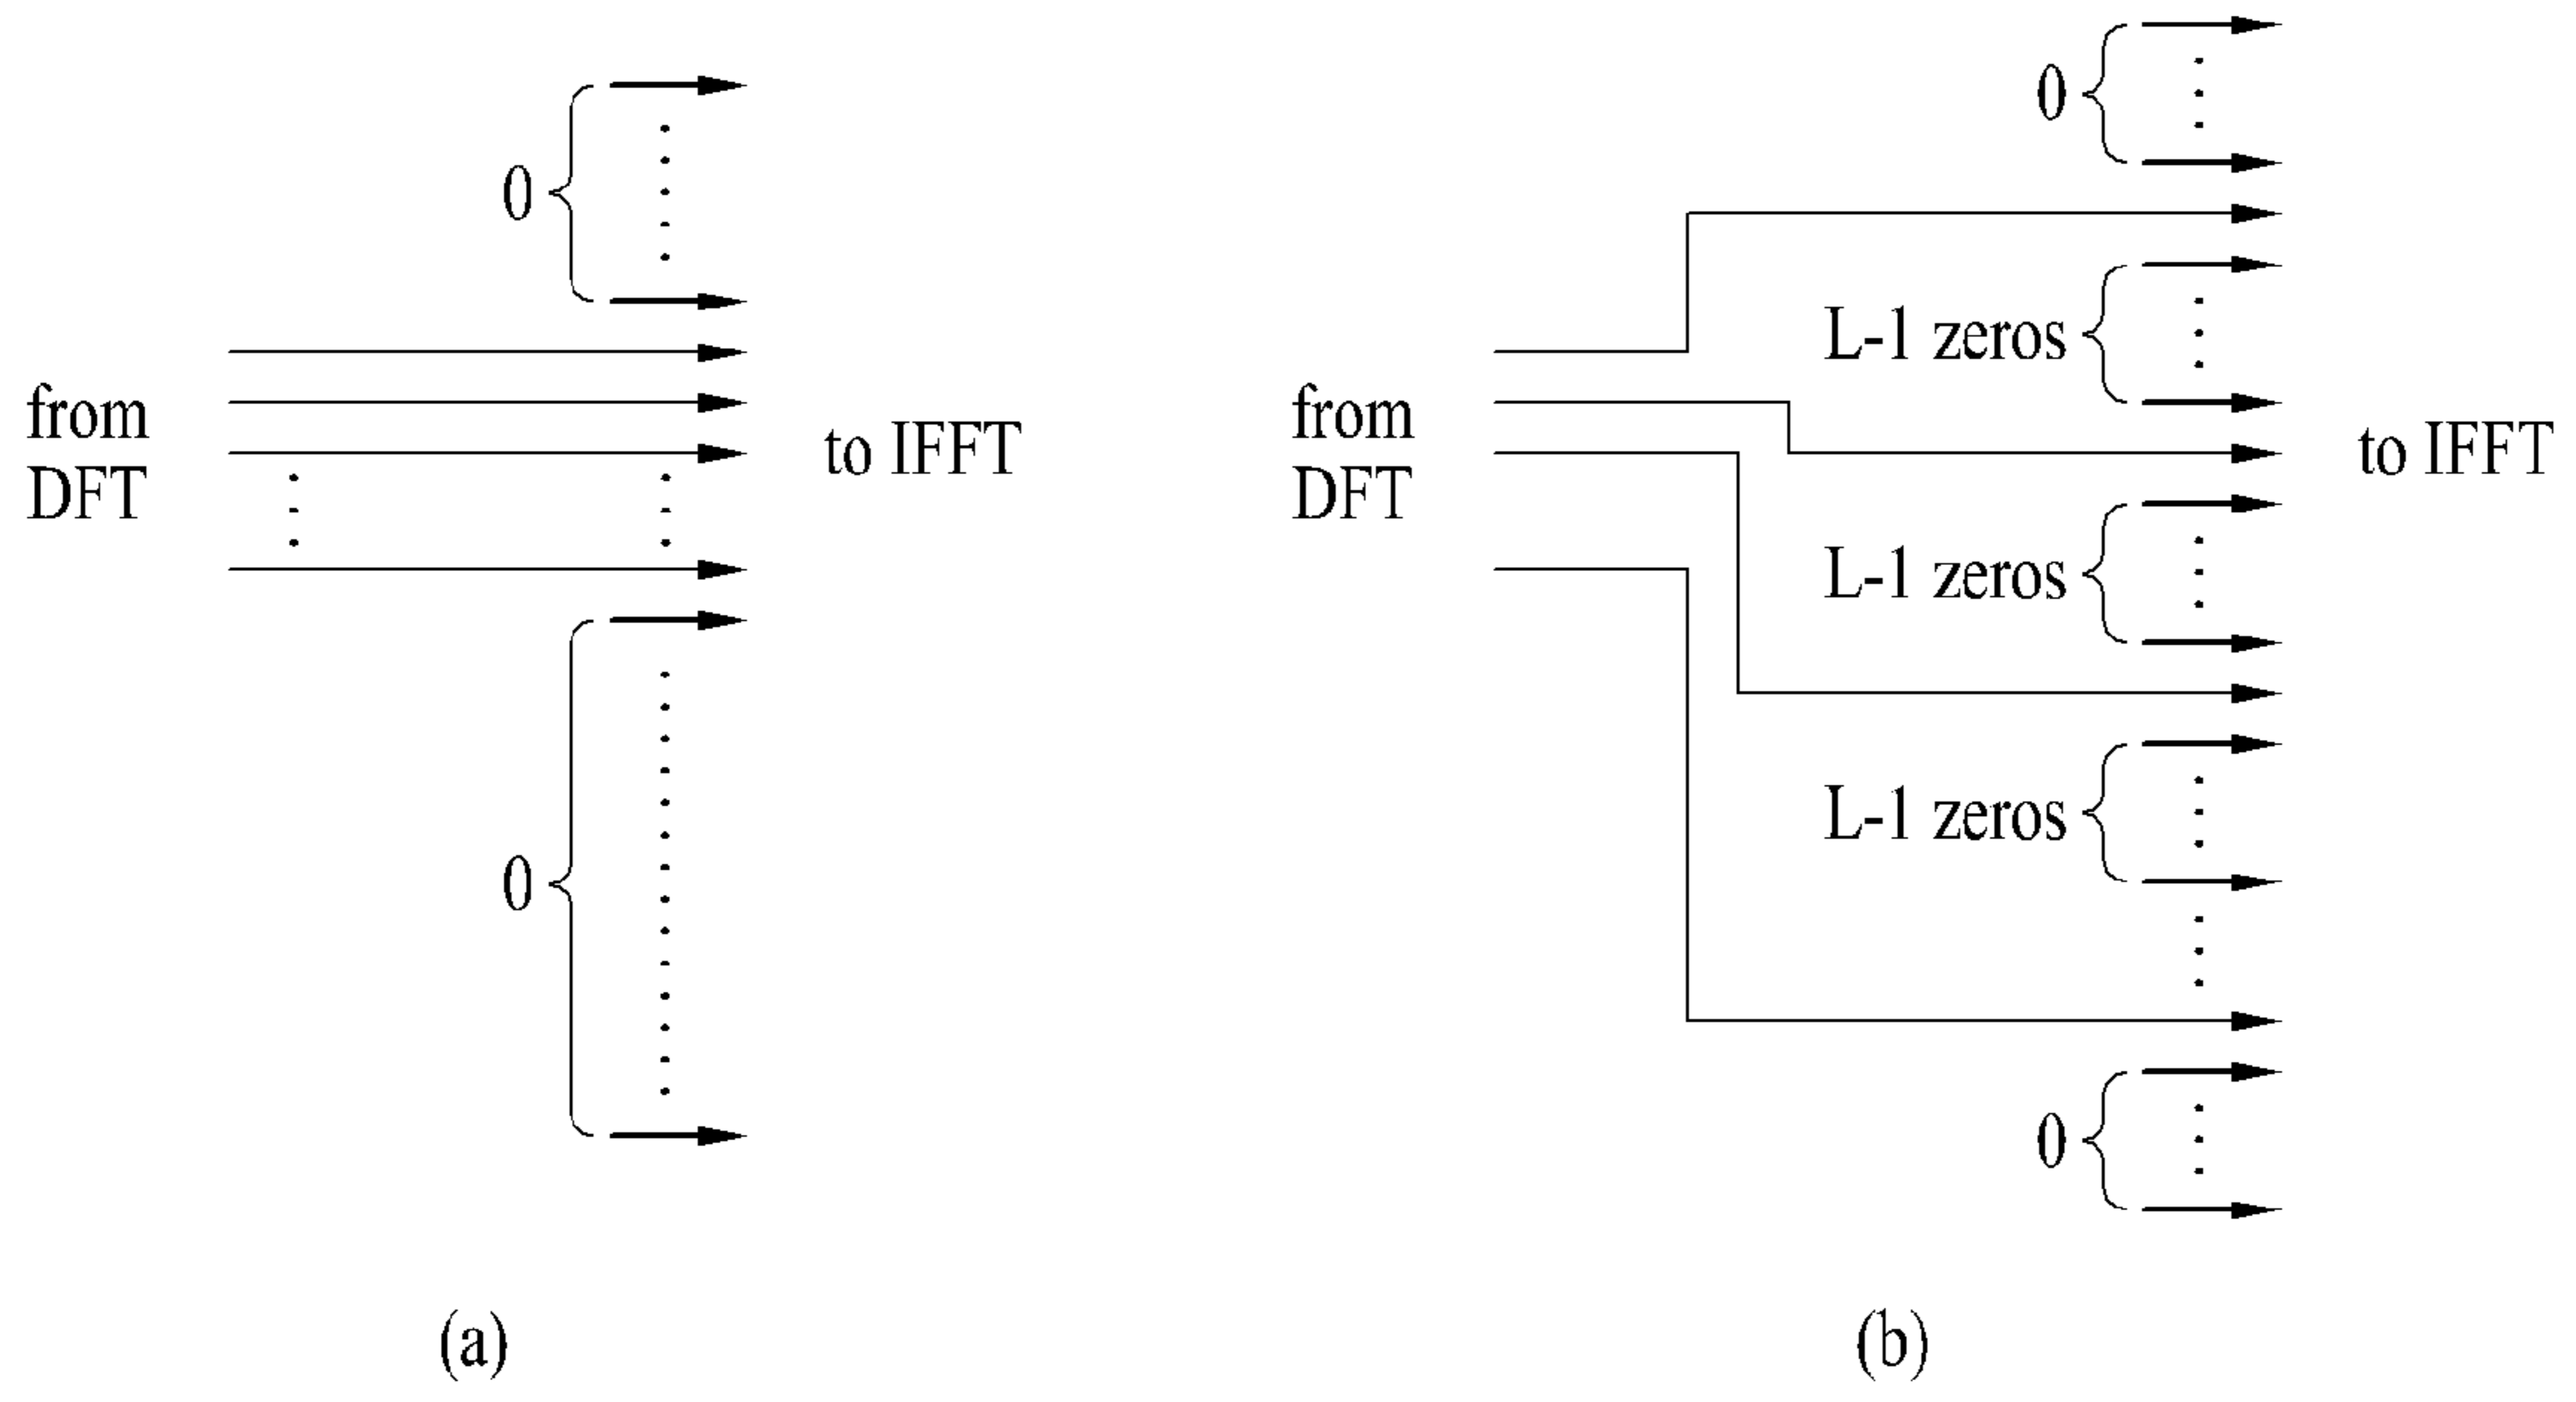 0
from
DFT
to IFFT
0
(a)
0
L-1 zeros
from
DFT
to IFFT
L-1 zeros
L-1 zeros
0
(b)